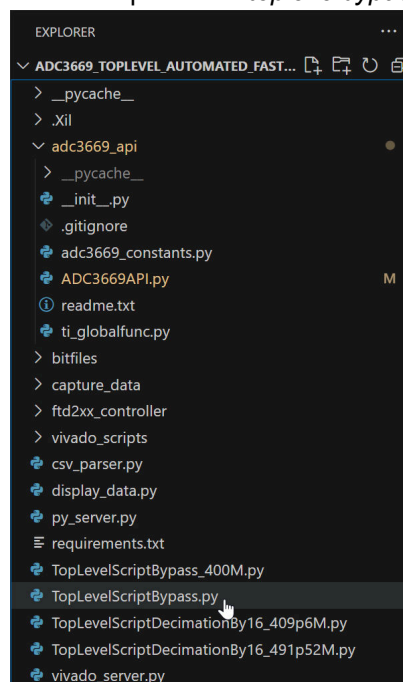 EXPLORER
ADC3669_TOPLEVEL_AUTOMATED_FAST...
__pycache__
.Xil
adc3669_api
__pycache__
__init__.py
.gitignore
adc3669_constants.py
ADC3669API.py M
readme.txt
ti_globalfunc.py
bitfiles
capture_data
ftd2xx_controller
vivado_scripts
csv_parser.py
display_data.py
py_server.py
requirements.txt
TopLevelScriptBypass_400M.py
TopLevelScriptBypass.py
TopLevelScriptDecimationBy16_409p6M.py
TopLevelScriptDecimationBy16_491p52M.py
vivado_server.py